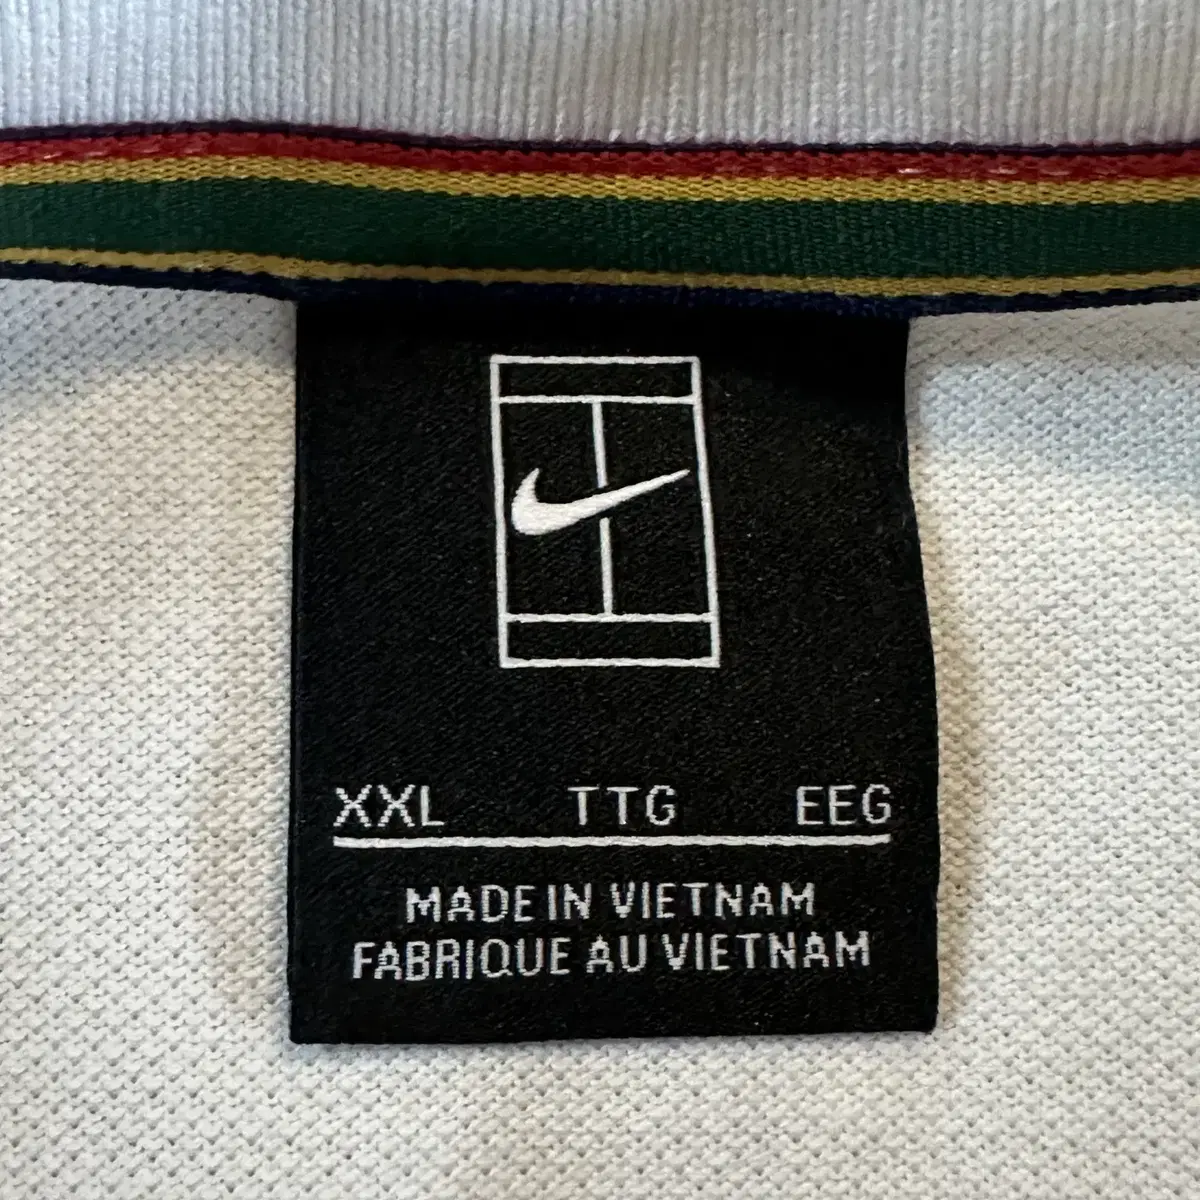 XXL TTG EEG
MADE IN VIETNAM
FABRIQUE AU VIETNAM